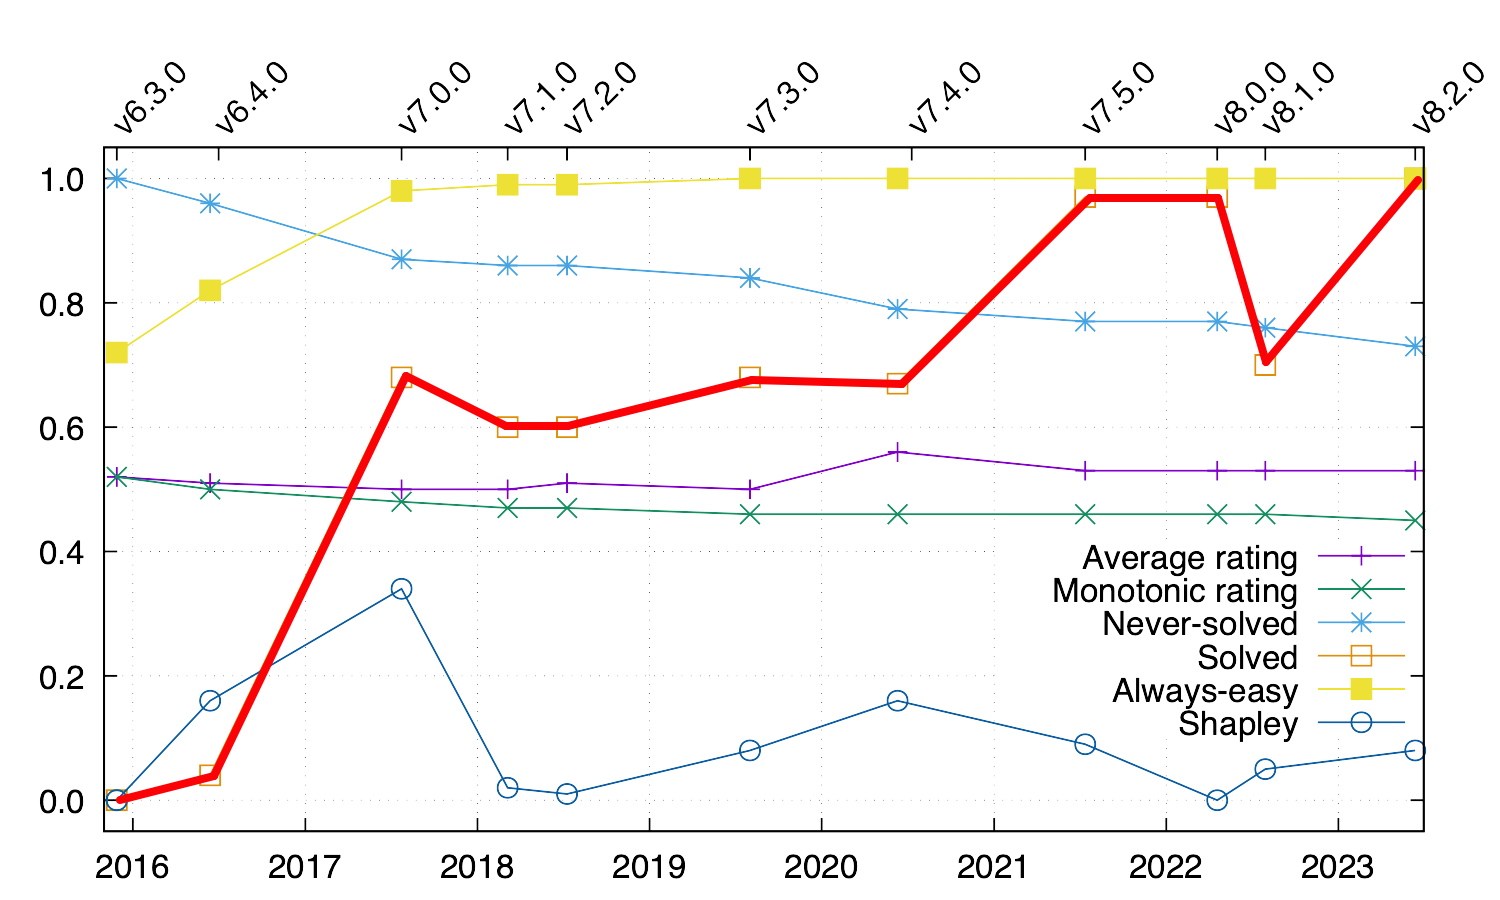 v6.3.0
v6.4.0
v7.0.0
v7.1.0
v7.2.0
v7.3.0
v7.4.0
v7.5.0
v8.0.0
v8.1.0
v8.2.0
1.0
0.8
0.6
0.4
0.2
0.0
Average rating
Monotonic rating
Never-solved
Solved
Always-easy
Shapley
2016 2017 2018 2019 2020 2021 2022 2023